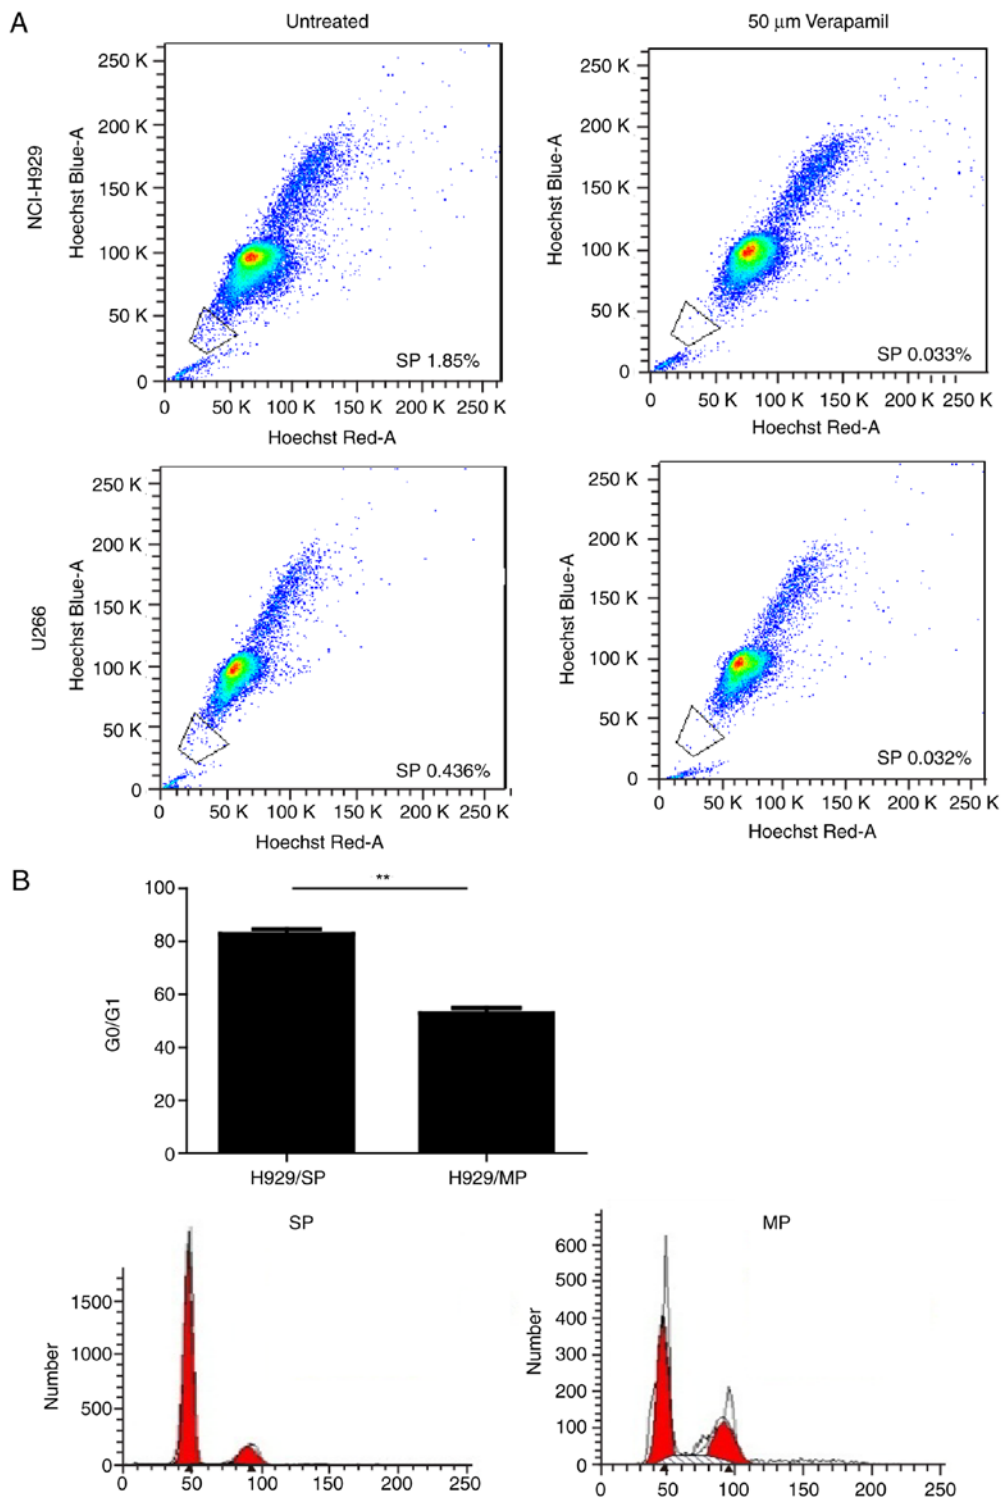 A
Untreated
50 µm Verapamil
NCI-H929
Hoechst Blue-A
250 K
200 K
150 K
100 K
50 K
0
SP 1.85%
0 50 K 100 K 150 K 200 K 250 K
Hoechst Red-A
Hoechst Blue-A
250 K
200 K
150 K
100 K
50 K
0
SP 0.033%
0 50 K 100 K 150 K 200 K 250 K
Hoechst Red-A
U266
Hoechst Blue-A
250 K
200 K
150 K
100 K
50 K
0
SP 0.436%
0 50 K 100 K 150 K 200 K 250 K
Hoechst Red-A
Hoechst Blue-A
250 K
200 K
150 K
100 K
50 K
0
SP 0.032%
0 50 K 100 K 150 K 200 K 250 K
Hoechst Red-A
B
**
G0/G1
100
80
60
40
20
0
H929/SP H929/MP
SP
Number
1500
1000
500
0
0 50 100 150 200 250
MP
Number
600
500
400
300
200
100
0
0 50 100 150 200 250